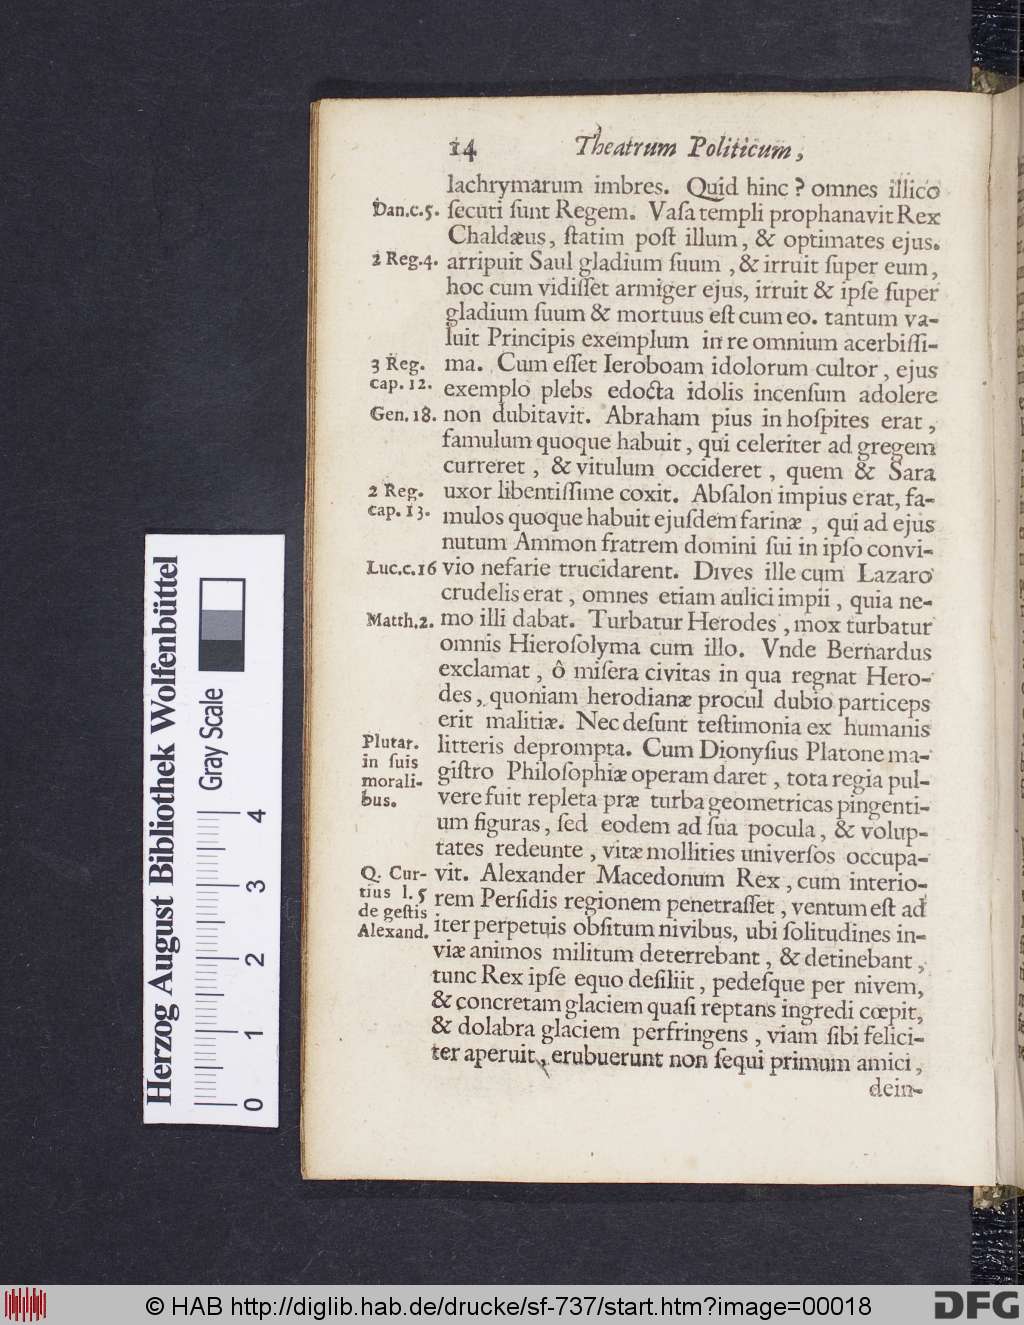 14 Theatrum Politicum,
lachrymarum imbres. Quid hinc? omnes illico
Dan.c.5. ſecuti ſunt Regem. Vaſa templi prophanavit Rex
Chaldæus, ſtatim poſt illum, & optimates ejus.
2 Reg.4. arripuit Saul gladium ſuum, & irruit ſuper eum,
hoc cum vidiſſet armiger ejus, irruit & ipſe ſuper
gladium ſuum & mortuus eſt cum eo. tantum va-
luit Principis exemplum in re omnium acerbiſſi-
3 Reg. ma. Cum eſſet Ieroboam idolorum cultor, ejus
cap. 12. exemplo plebs edocta idolis incenſum adolere
Gen. 18. non dubitavit. Abraham pius in hoſpites erat,
famulum quoque habuit, qui celeriter ad gregem
curreret, & vitulum occideret, quem & Sara
2 Reg. uxor libentiſſime coxit. Abſalon impius erat, fa-
cap. 13. mulos quoque habuit ejuſdem farinæ, qui ad ejus
nutum Ammon fratrem domini ſui in ipſo convi-
Luc.c.16 vio nefarie trucidarent. Dives ille cum Lazaro
crudelis erat, omnes etiam aulici impii, quia ne-
Matth.2. mo illi dabat. Turbatur Herodes, mox turbatur
omnis Hieroſolyma cum illo. Vnde Bernardus
exclamat, ô miſera civitas in qua regnat Hero-
des, quoniam herodianæ procul dubio particeps
erit malitiæ. Nec deſunt teſtimonia ex humanis
Plutar. litteris deprompta. Cum Dionyſius Platone ma-
in ſuis giſtro Philoſophiæ operam daret, tota regia pul-
morali- vere fuit repleta præ turba geometricas pingenti-
bus. um figuras, ſed eodem ad ſua pocula, & volup-
tates redeunte, vitæ mollities univerſos occupa-
Q. Cur- vit. Alexander Macedonum Rex, cum interio-
tius l. 5 rem Perſidis regionem penetraſſet, ventum eſt ad
de geſtis iter perpetuis obſitum nivibus, ubi ſolitudines in-
Alexand. viæ animos militum deterrebant, & detinebant,
tunc Rex ipſe equo deſiliit, pedeſque per nivem,
& concretam glaciem quaſi reptans ingredi cœpit,
& dolabra glaciem perfringens, viam ſibi felici-
ter aperuit, erubuerunt non ſequi primum amici,
dein-
Herzog August Bibliothek Wolfenbüttel
Gray Scale
0 1 2 3 4
© HAB http://diglib.hab.de/drucke/sf-737/start.htm?image=00018
DFG